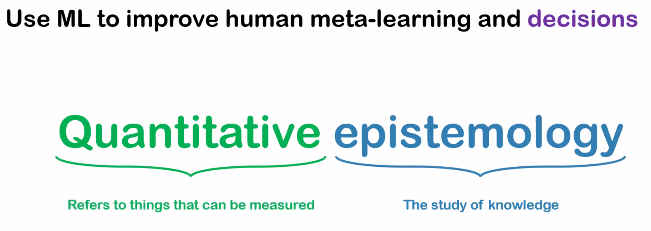 Use ML to improve human meta-learning and decisions
Quantitative epistemology
Refers to things that can be measured
The study of knowledge